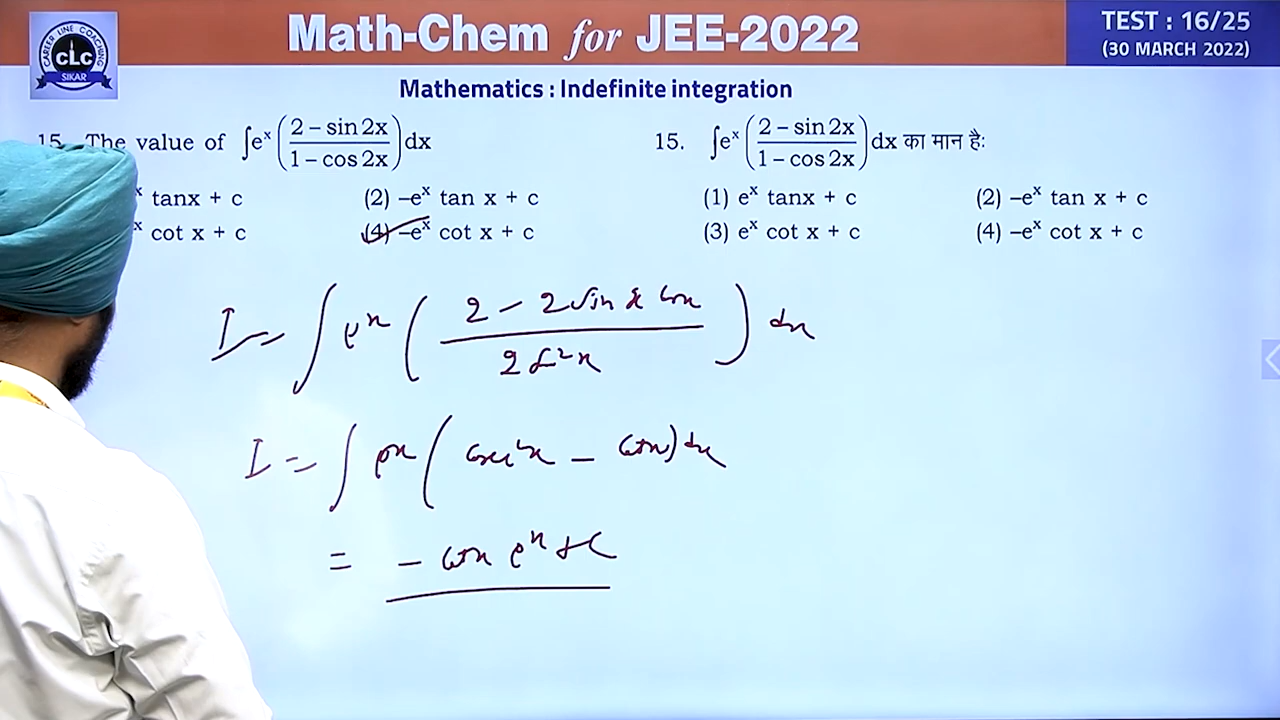 CAREER LINE COACHING
CLC
SIKAR
Math-Chem for JEE-2022
TEST : 16/25
(30 MARCH 2022)
Mathematics : Indefinite integration
15. The value of ∫eˣ((2 – sin 2x)/(1 – cos 2x))dx
ˣ tanx + c (2) –eˣ tan x + c
ˣ cot x + c (4) –eˣ cot x + c
15. ∫eˣ((2 – sin 2x)/(1 – cos 2x))dx का मान है:
(1) eˣ tanx + c (2) –eˣ tan x + c
(3) eˣ cot x + c (4) –eˣ cot x + c
I = ∫ eˣ ((2 – 2 sin x cos x)/(2 s²x)) dx
I = ∫ eˣ (cosec²x – cotx) dx
= – cotx eˣ + c